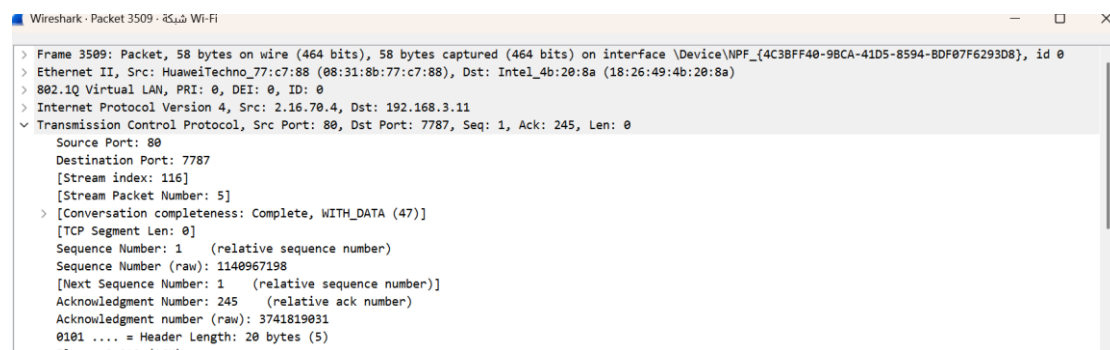 Wireshark · Packet 3509 · شبكة Wi-Fi
> Frame 3509: Packet, 58 bytes on wire (464 bits), 58 bytes captured (464 bits) on interface \Device\NPF_{4C3BFF40-9BCA-41D5-8594-BDF07F6293D8}, id 0
> Ethernet II, Src: HuaweiTechno_77:c7:88 (08:31:8b:77:c7:88), Dst: Intel_4b:20:8a (18:26:49:4b:20:8a)
> 802.1Q Virtual LAN, PRI: 0, DEI: 0, ID: 0
> Internet Protocol Version 4, Src: 2.16.70.4, Dst: 192.168.3.11
Transmission Control Protocol, Src Port: 80, Dst Port: 7787, Seq: 1, Ack: 245, Len: 0
Source Port: 80
Destination Port: 7787
[Stream index: 116]
[Stream Packet Number: 5]
> [Conversation completeness: Complete, WITH_DATA (47)]
[TCP Segment Len: 0]
Sequence Number: 1 (relative sequence number)
Sequence Number (raw): 1140967198
[Next Sequence Number: 1 (relative sequence number)]
Acknowledgment Number: 245 (relative ack number)
Acknowledgment number (raw): 3741819031
0101 .... = Header Length: 20 bytes (5)